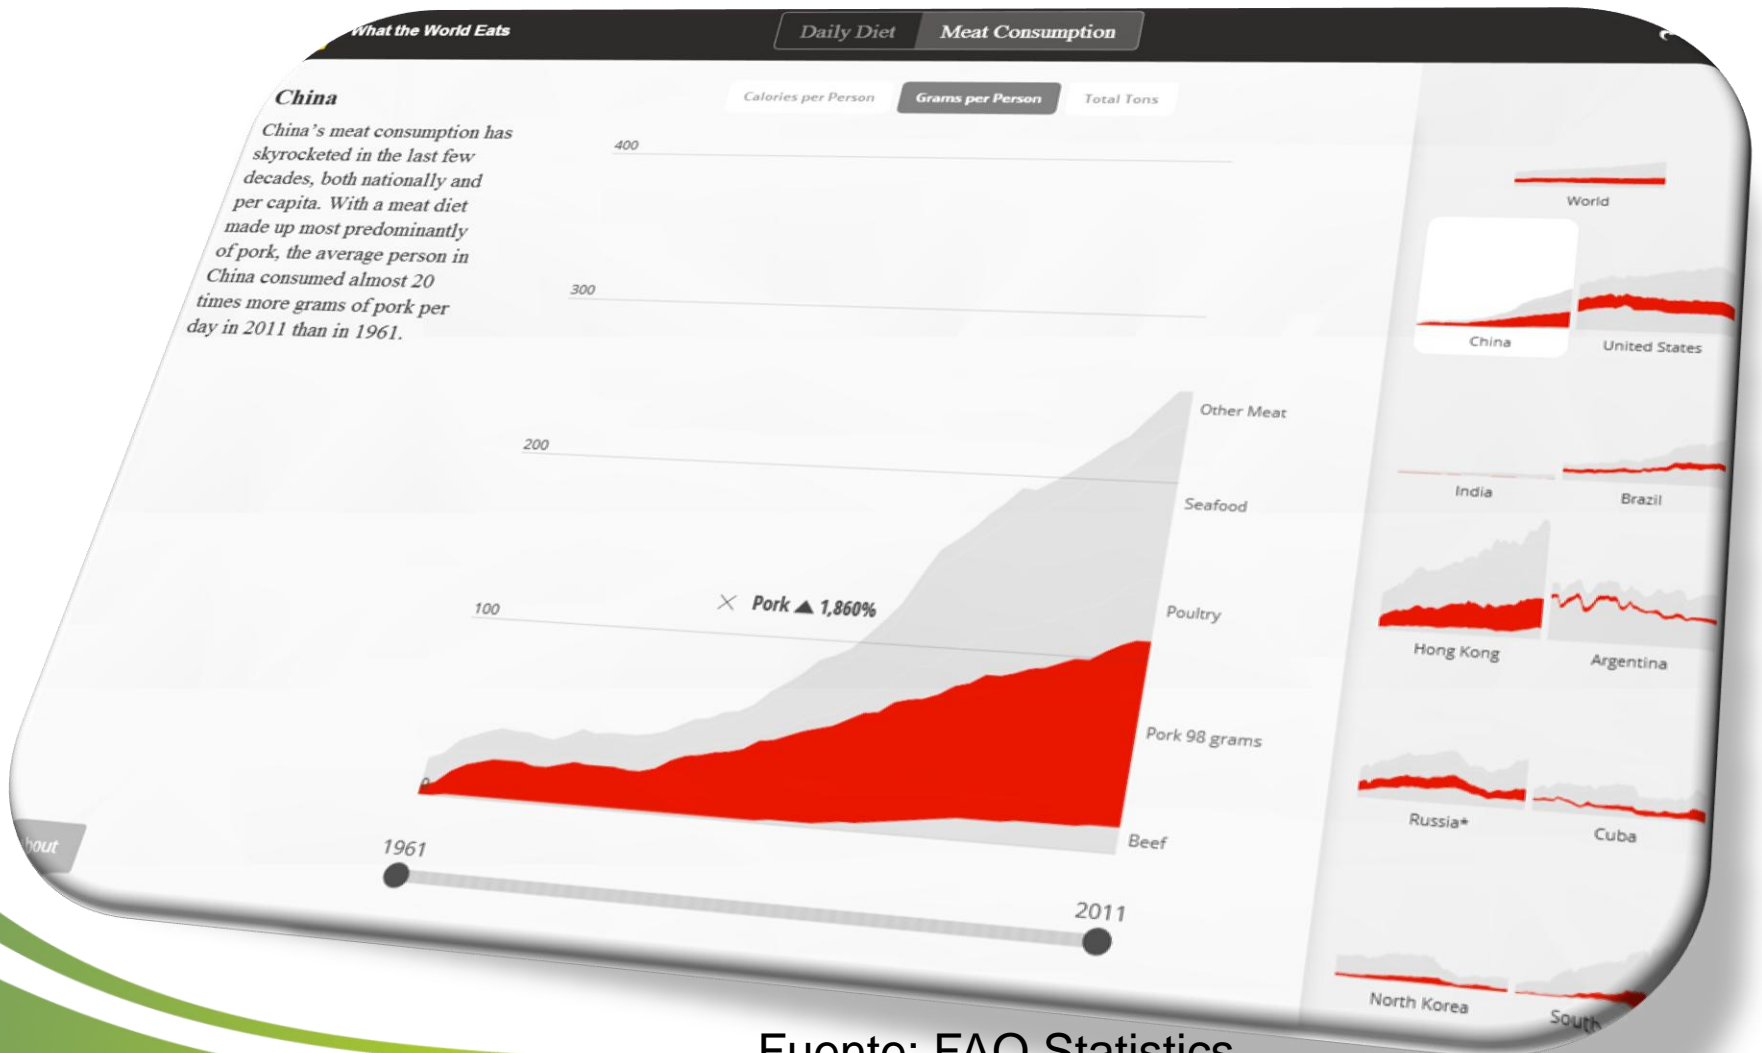 What the World Eats
Daily Diet
Meat Consumption
China
China's meat consumption has
skyrocketed in the last few
decades, both nationally and
per capita. With a meat diet
made up most predominantly
of pork, the average person in
China consumed almost 20
times more grams of pork per
day in 2011 than in 1961.
Calories per Person
Grams per Person
Total Tons
400
300
200
100
0
Pork ▲ 1,860%
Other Meat
Seafood
Poultry
Pork 98 grams
Beef
1961
2011
World
China
United States
India
Brazil
Hong Kong
Argentina
Russia*
Cuba
North Korea
South
Fuente: FAO Statistics